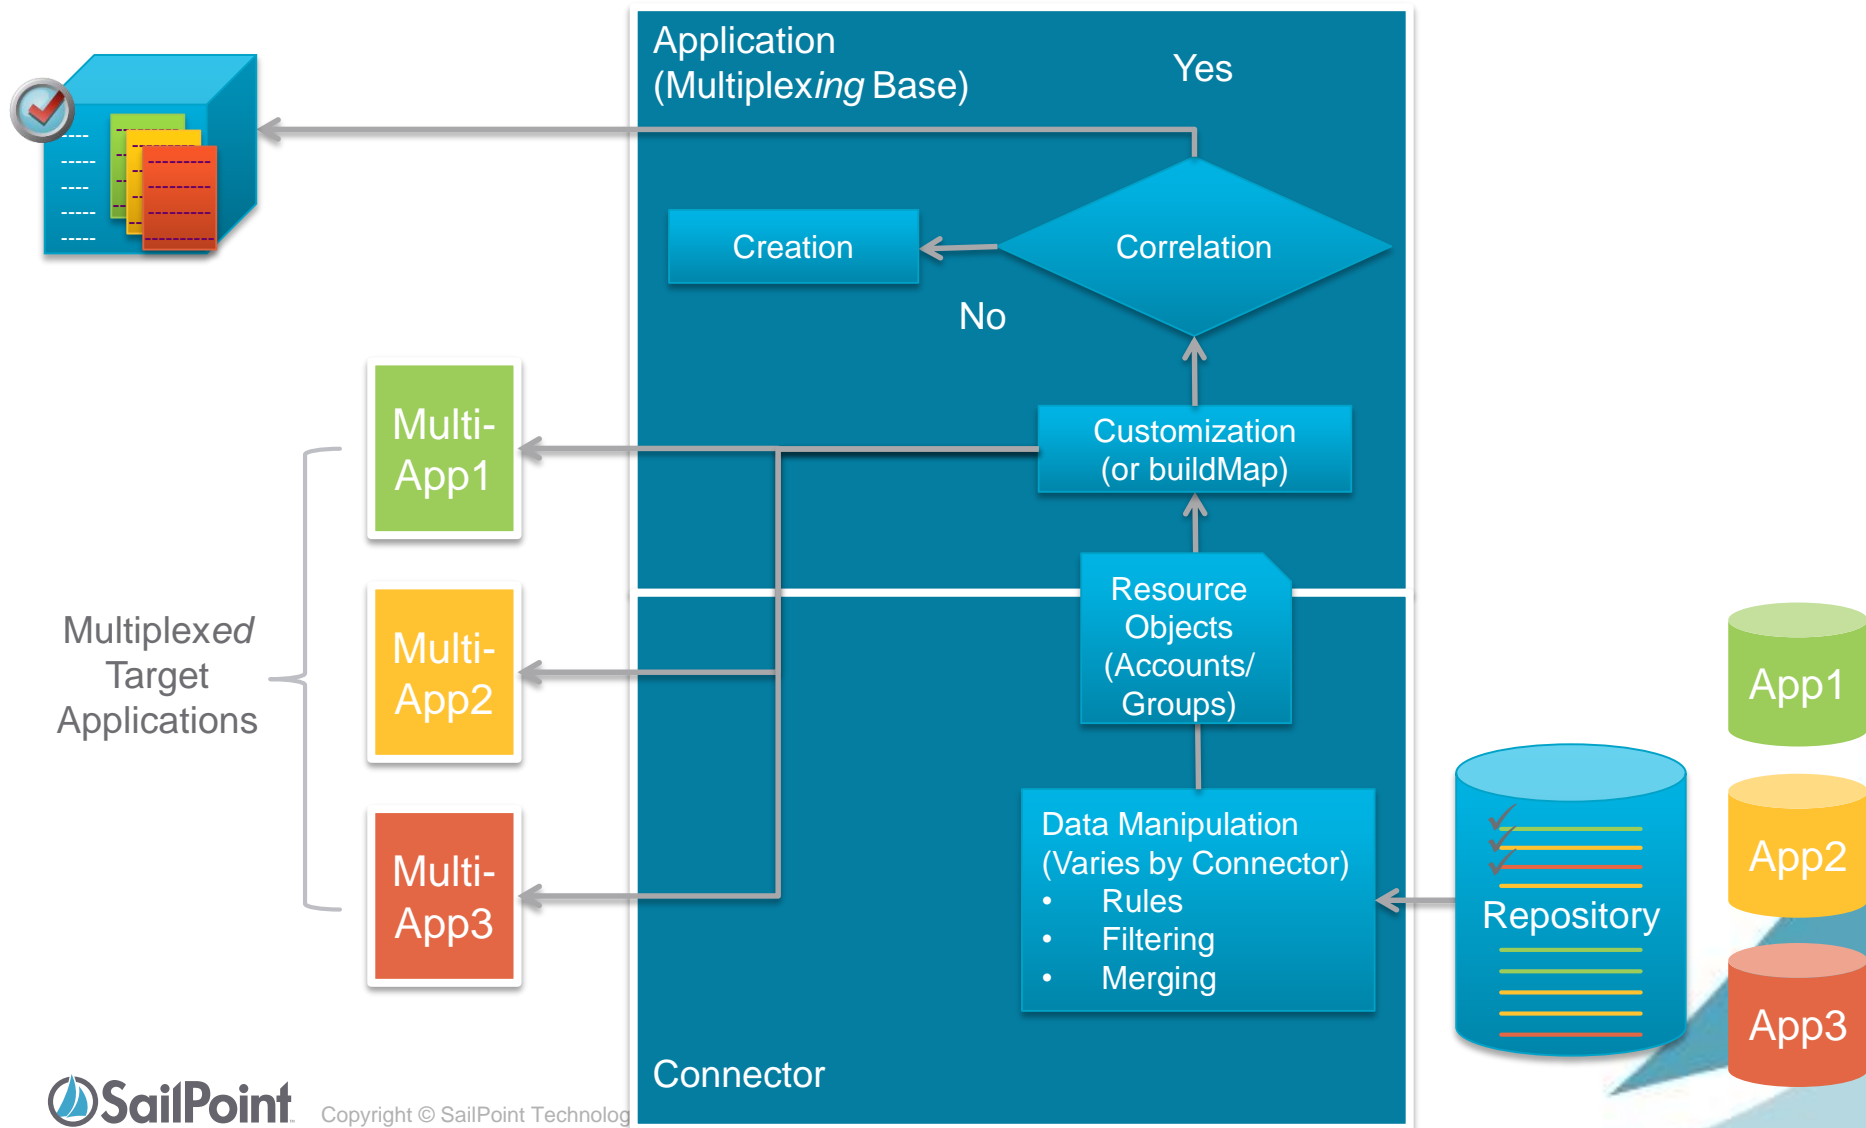 Application
(Multiplexing Base)
Yes
Creation
Correlation
No
Multi-
App1
Customization
(or buildMap)
Resource
Objects
(Accounts/
Groups)
Multiplexed
Target
Applications
Multi-
App2
App1
Data Manipulation
(Varies by Connector)
• Rules
• Filtering
• Merging
Multi-
App3
Repository
App2
App3
Connector
SailPoint
Copyright © SailPoint Technolog